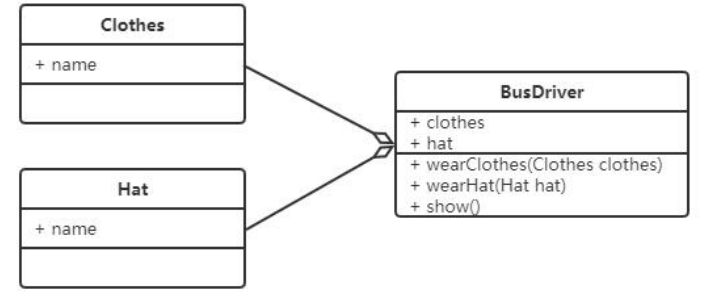 Clothes
+ name
Hat
+ name
BusDriver
+ clothes
+ hat
+ wearClothes(Clothes clothes)
+ wearHat(Hat hat)
+ show()